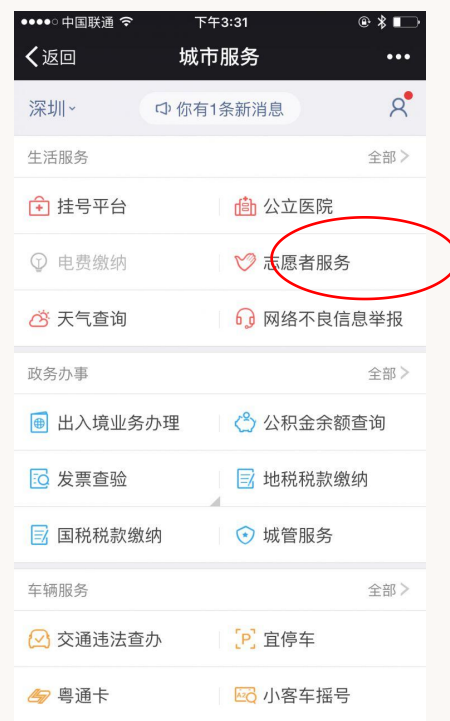 中国联通 下午3:31
返回 城市服务
深圳 你有1条新消息
生活服务 全部
挂号平台 公立医院
电费缴纳 志愿者服务
天气查询 网络不良信息举报
政务办事 全部
出入境业务办理 公积金余额查询
发票查验 地税税款缴纳
国税税款缴纳 城管服务
车辆服务 全部
交通违法查办 宜停车
粤通卡 小客车摇号